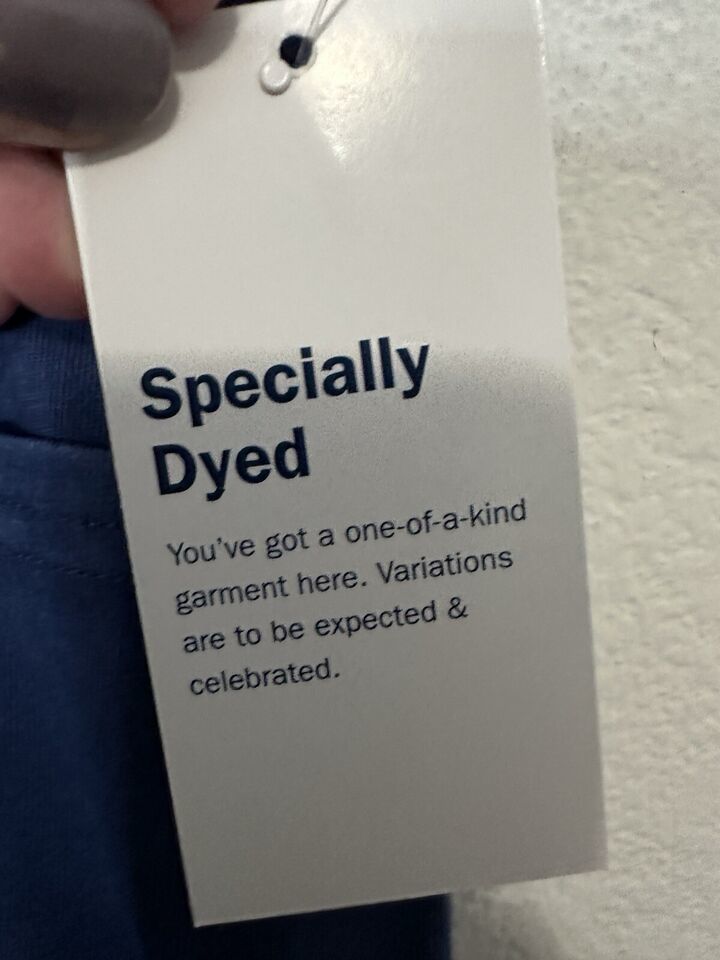 Specially
Dyed
You've got a one-of-a-kind
garment here. Variations
are to be expected &
celebrated.